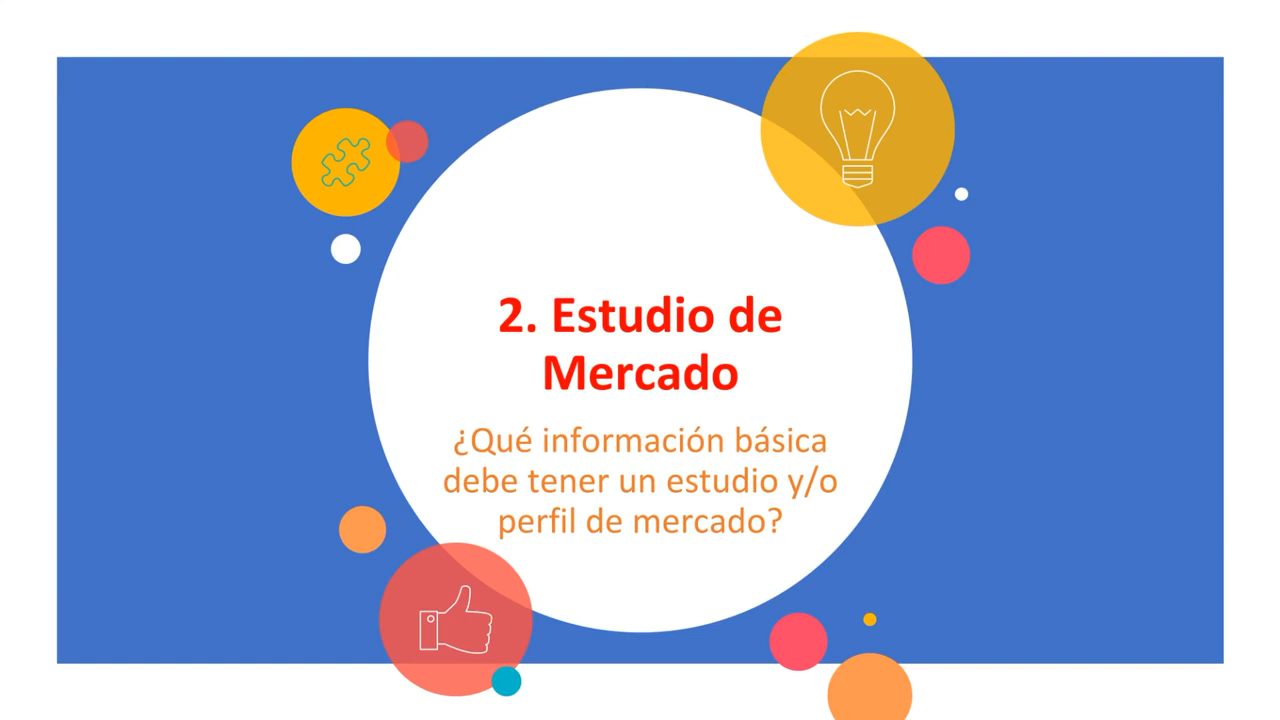 2. Estudio de
Mercado
¿Qué información básica
debe tener un estudio y/o
perfil de mercado?